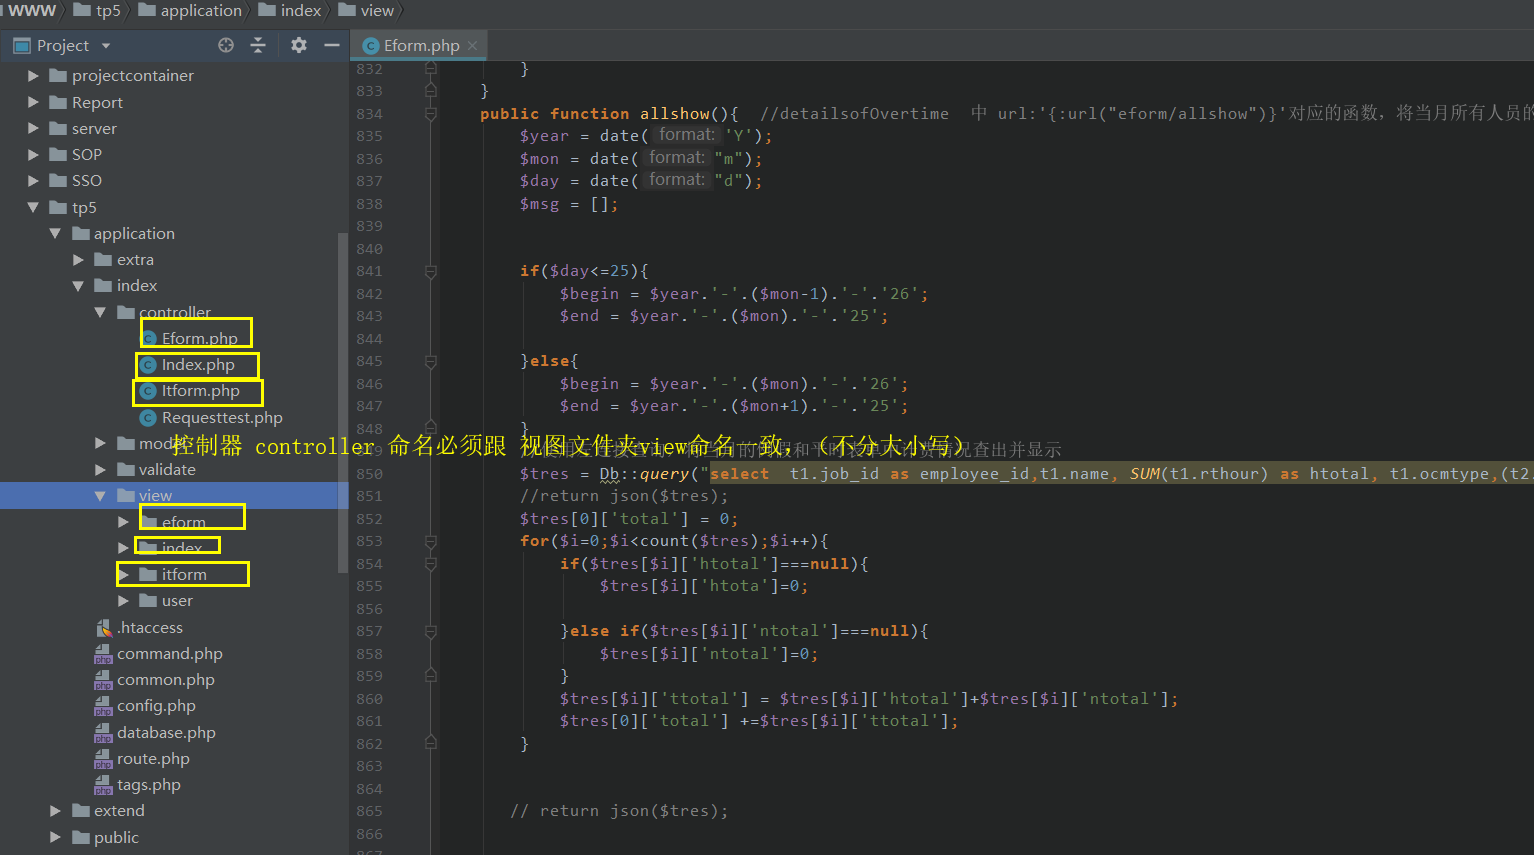 WWW tp5 application index view
Project
Eform.php
projectcontainer
Report
server
SOP
SSO
tp5
application
extra
index
controller
Eform.php
Index.php
Itform.php
Requesttest.php
validate
view
eform
index
itform
user
.htaccess
command.php
common.php
config.php
database.php
route.php
tags.php
extend
public
控制器 controller 命名必须跟 视图文件夹view命名一致，（不分大小写）
832 }
833 }
834 public function allshow(){ //detailsofOvertime 中 url:'{:url("eform/allshow")}'对应的函数，将当月所有人员的
835 $year = date( format: 'Y');
836 $mon = date( format: "m");
837 $day = date( format: "d");
838 $msg = [];
839
840
841 if($day<=25){
842 $begin = $year.'-'.($mon-1).'-'.'26';
843 $end = $year.'-'.($mon).'-'.'25';
844
845 }else{
846 $begin = $year.'-'.($mon).'-'.'26';
847 $end = $year.'-'.($mon+1).'-'.'25';
848 }
849
850 $tres = Db::query("select t1.job_id as employee_id,t1.name, SUM(t1.rthour) as htotal, t1.ocmtype,(t2.
851 //return json($tres);
852 $tres[0]['total'] = 0;
853 for($i=0;$i<count($tres);$i++){
854 if($tres[$i]['htotal']===null){
855 $tres[$i]['htota']=0;
856
857 }else if($tres[$i]['ntotal']===null){
858 $tres[$i]['ntotal']=0;
859 }
860 $tres[$i]['ttotal'] = $tres[$i]['htotal']+$tres[$i]['ntotal'];
861 $tres[0]['total'] +=$tres[$i]['ttotal'];
862 }
863
864
865 // return json($tres);
866